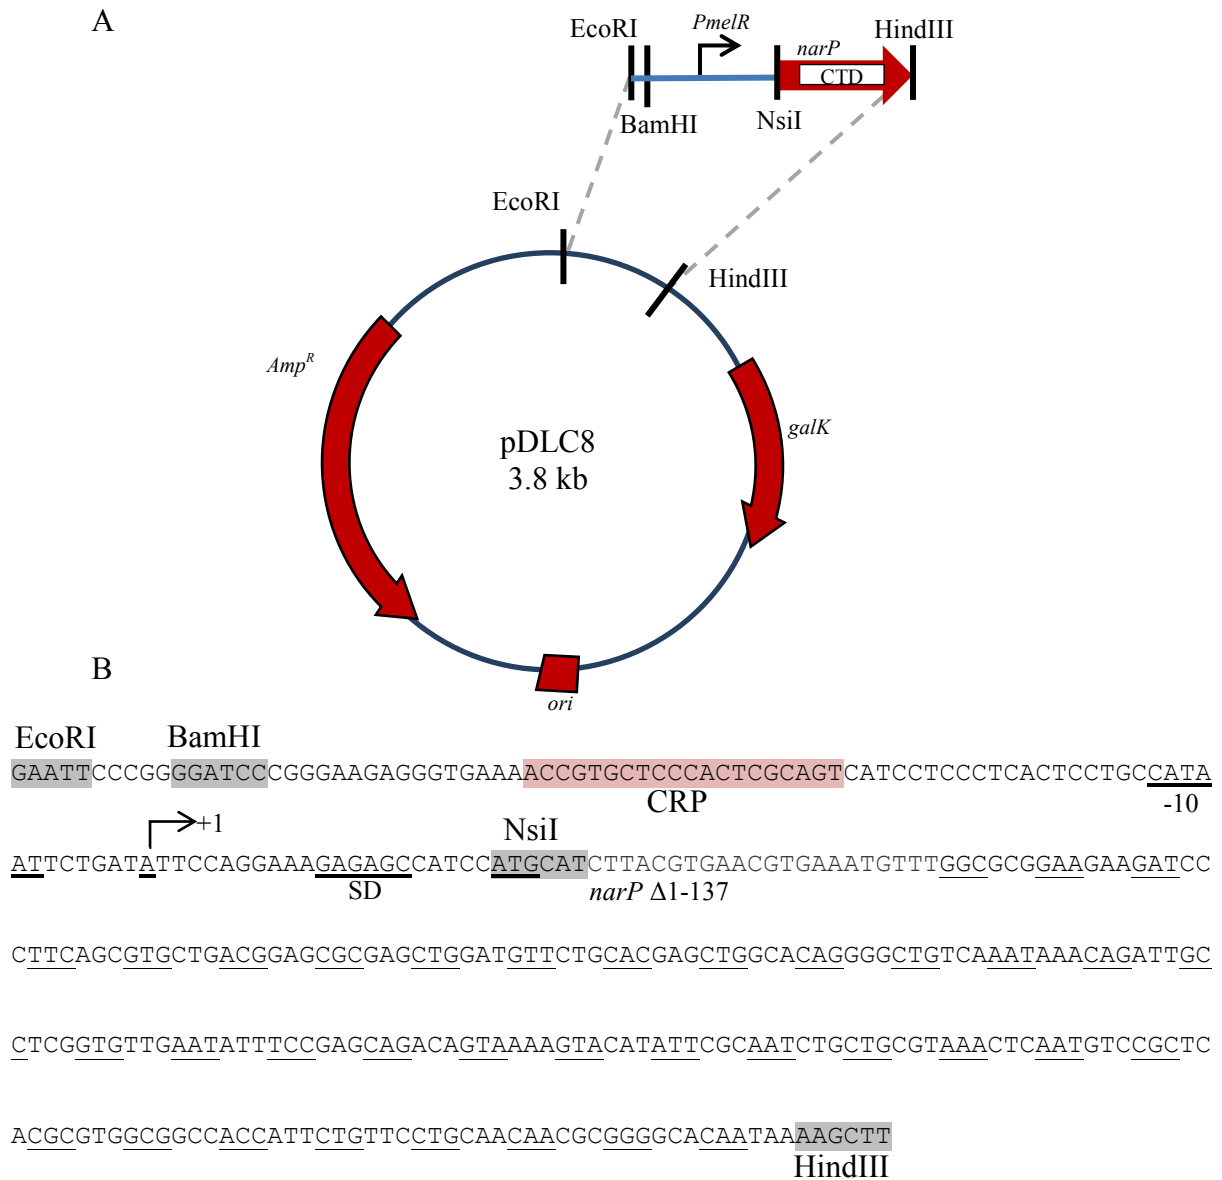 A
PmelR
EcoRI
HindIII
narP
CTD
BamHI
NsiI
EcoRI
HindIII
Amp^R
galK
pDLC8
3.8 kb
ori
B
EcoRI BamHI
GAATTCCCGGGGATCCCGGGAAGAGGGTGAAAACCGTGCTCCCACTCGCAGTCATCCTCCCTCACTCCTGCCATA
CRP -10
+1 NsiI
ATTCTGATATTCCAGGAAAGAGAGCCATCCATGCATCTTACGTGAACGTGAAATGTTTGGCGCGGAAGAAGATCC
SD narP Δ1-137
CTTCAGCGTGCTGACGGAGCGCGAGCTGGATGTTCTGCACGAGCTGGCACAGGGGCTGTCAAATAAACAGATTGC
CTCGGTGTTGAATATTTCCGAGCAGACAGTAAAAGTACATATTCGCAATCTGCTGCGTAAACTCAATGTCCGCTC
ACGCGTGGCGGCCACCATTCTGTTCCTGCAACAACGCGGGGCACAATAAAAGCTT
HindIII